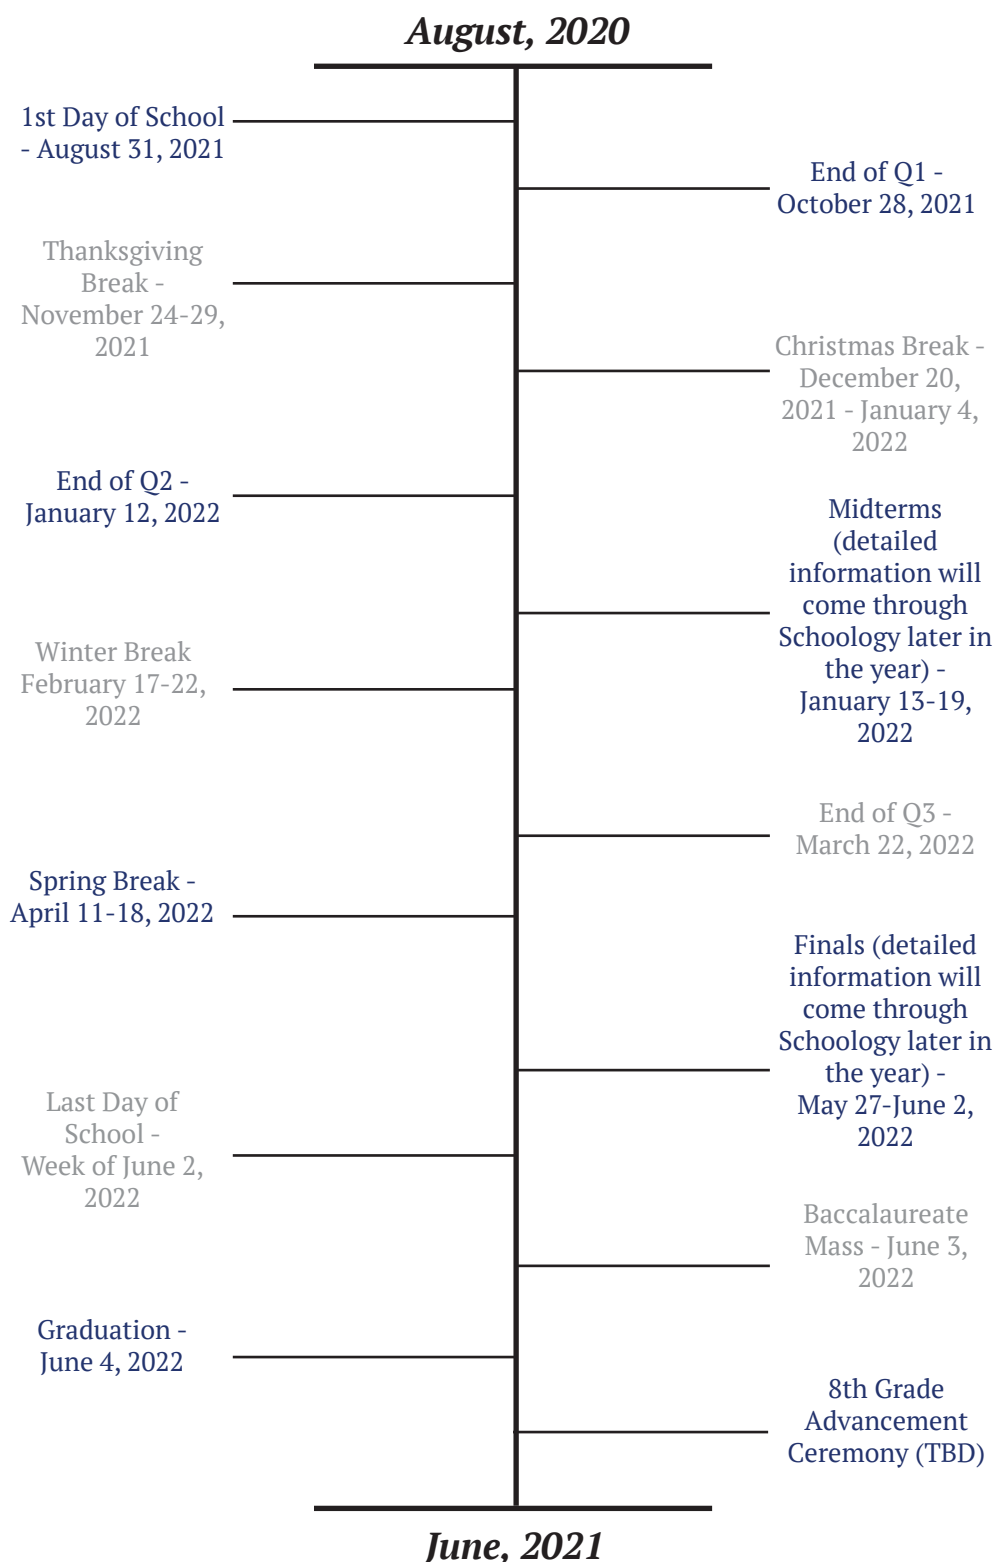 August, 2020
1st Day of School
- August 31, 2021
End of Q1 -
October 28, 2021
Thanksgiving
Break -
November 24-29,
2021
Christmas Break -
December 20,
2021 - January 4,
2022
End of Q2 -
January 12, 2022
Midterms
(detailed
information will
come through
Schoology later in
the year) -
January 13-19,
2022
Winter Break
February 17-22,
2022
End of Q3 -
March 22, 2022
Spring Break -
April 11-18, 2022
Finals (detailed
information will
come through
Schoology later in
the year) -
May 27-June 2,
2022
Last Day of
School -
Week of June 2,
2022
Baccalaureate
Mass - June 3,
2022
Graduation -
June 4, 2022
8th Grade
Advancement
Ceremony (TBD)
June, 2021